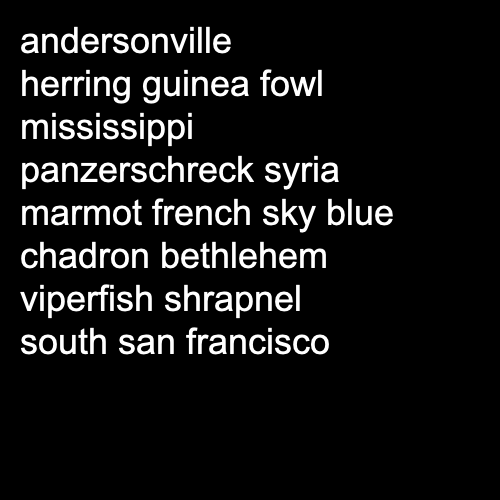 andersonville
herring guinea fowl
mississippi
panzerschreck syria
marmot french sky blue
chadron bethlehem
viperfish shrapnel
south san francisco